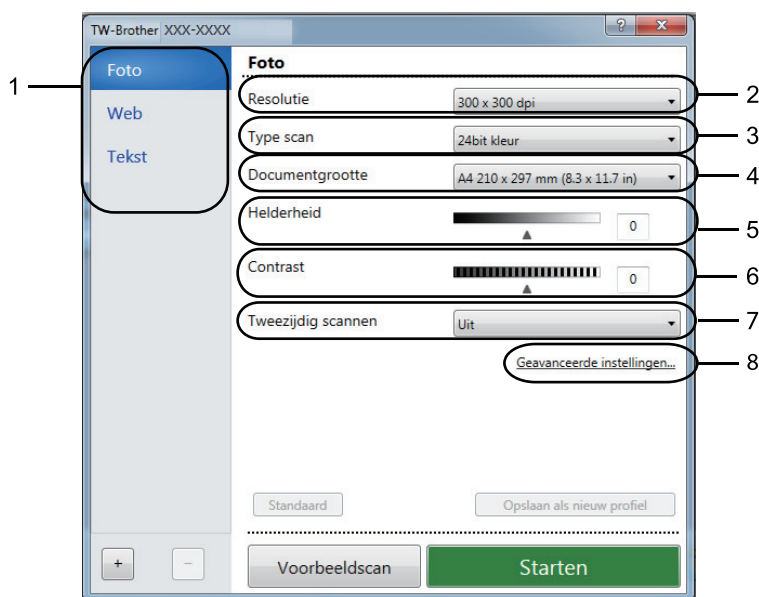 TW-Brother XXX-XXXX
?
1
Foto
Web
Tekst
Foto
Resolutie 300 x 300 dpi 2
Type scan 24bit kleur 3
Documentgrootte A4 210 x 297 mm (8.3 x 11.7 in) 4
Helderheid 0 5
Contrast 0 6
Tweezijdig scannen Uit 7
Geavanceerde instellingen... 8
Standaard Opslaan als nieuw profiel
+ − Voorbeeldscan Starten